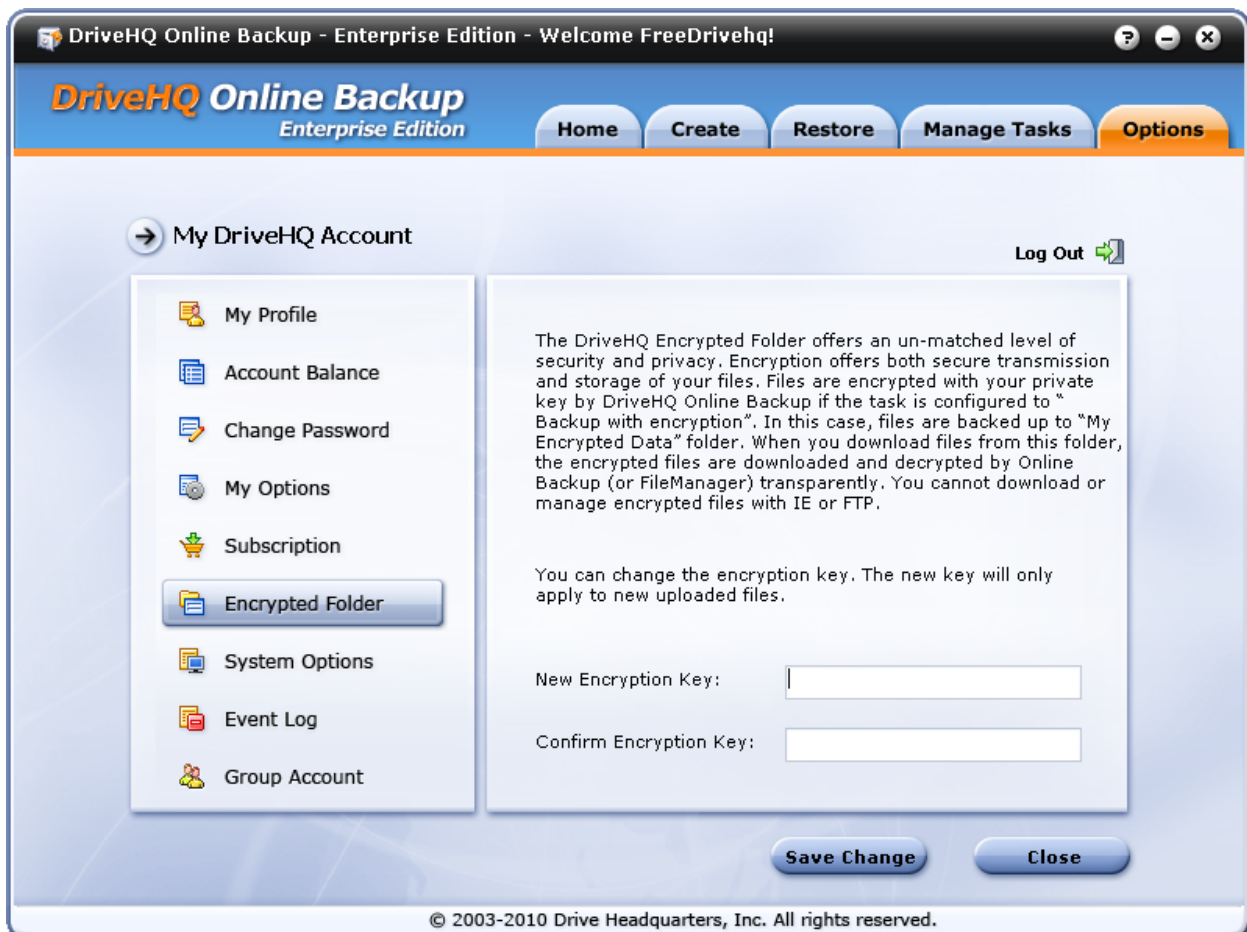 DriveHQ Online Backup - Enterprise Edition - Welcome FreeDrivehq!
DriveHQ Online Backup
Enterprise Edition
Home
Create
Restore
Manage Tasks
Options
My DriveHQ Account
Log Out
My Profile
Account Balance
Change Password
My Options
Subscription
Encrypted Folder
System Options
Event Log
Group Account
The DriveHQ Encrypted Folder offers an un-matched level of
security and privacy. Encryption offers both secure transmission
and storage of your files. Files are encrypted with your private
key by DriveHQ Online Backup if the task is configured to “
Backup with encryption”. In this case, files are backed up to “My
Encrypted Data” folder. When you download files from this folder,
the encrypted files are downloaded and decrypted by Online
Backup (or FileManager) transparently. You cannot download or
manage encrypted files with IE or FTP.
You can change the encryption key. The new key will only
apply to new uploaded files.
New Encryption Key:
Confirm Encryption Key:
Save Change
Close
© 2003-2010 Drive Headquarters, Inc. All rights reserved.